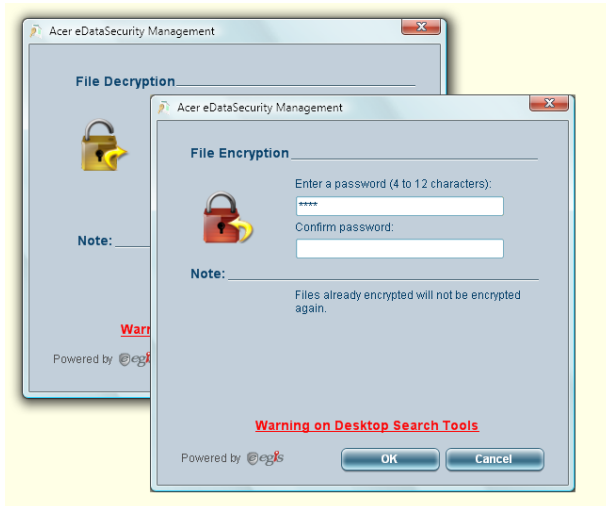 Acer eDataSecurity Management
File Decryption
Note:
Powered by egis
Acer eDataSecurity Management
File Encryption
Enter a password (4 to 12 characters):
****
Confirm password:
Note:
Files already encrypted will not be encrypted
again.
Warning on Desktop Search Tools
Powered by egis
OK
Cancel